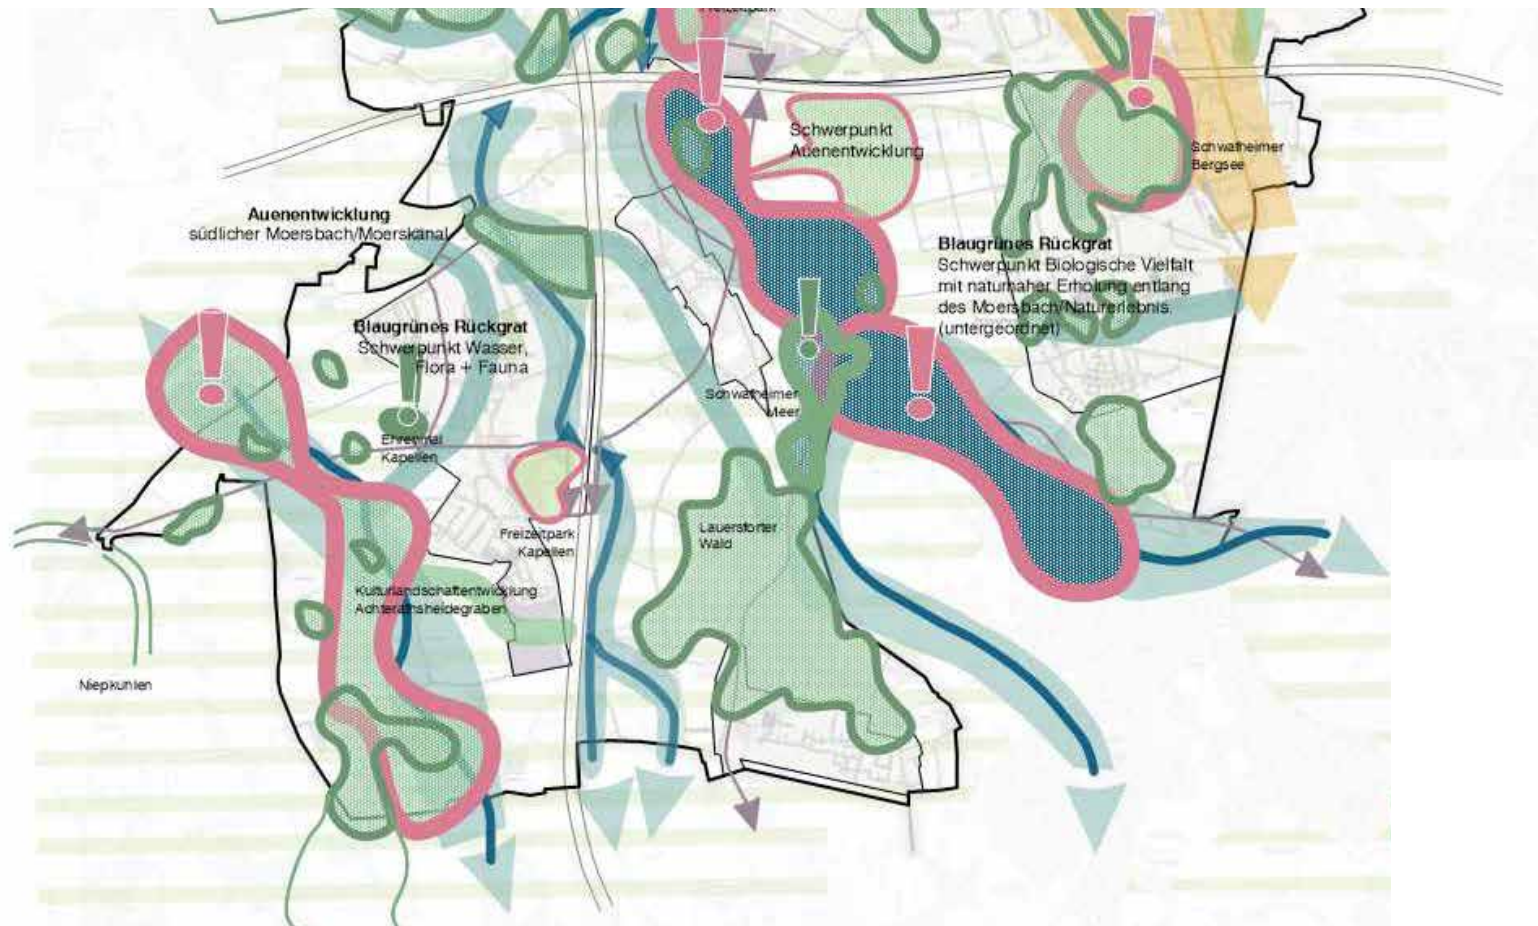 Freizeitpark
Schwerpunkt
Auenentwicklung
Schwafheimer
Bergsee
Auenentwicklung
südlicher Moersbach/Moerskanal
Blaugrünes Rückgrat
Schwerpunkt Biologische Vielfalt
mit naturnaher Erholung entlang
des Moersbach/Naturerlebnis.
(untergeordnet)
Blaugrünes Rückgrat
Schwerpunkt Wasser,
Flora + Fauna
Schwafheimer
Meer
Ehrenmal
Kapellen
Lauersforter
Wald
Freizeitpark
Kapellen
Kulturlandschaftentwicklung
Achterathsheidegraben
Niepkuhlen